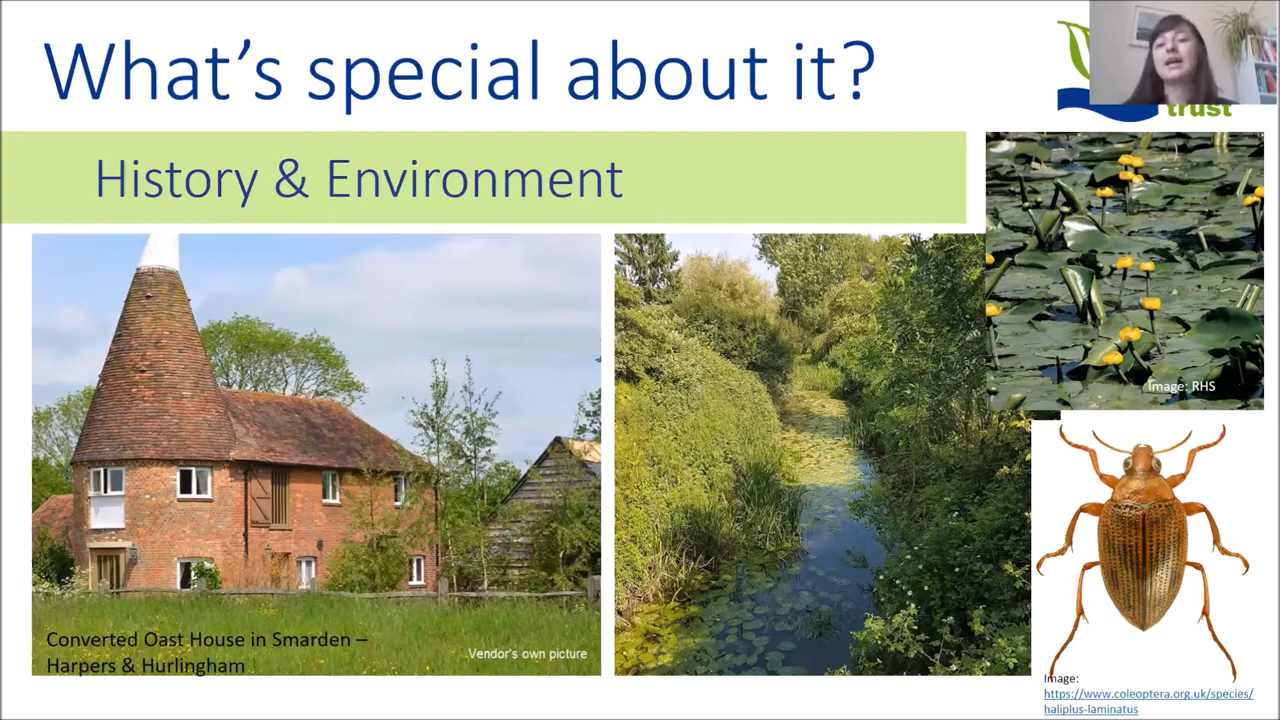 What's special about it?
trust
History & Environment
Image: RHS
Converted Oast House in Smarden –
Harpers & Hurlingham
Vendor's own picture
Image:
https://www.coleoptera.org.uk/species/
haliplus-laminatus